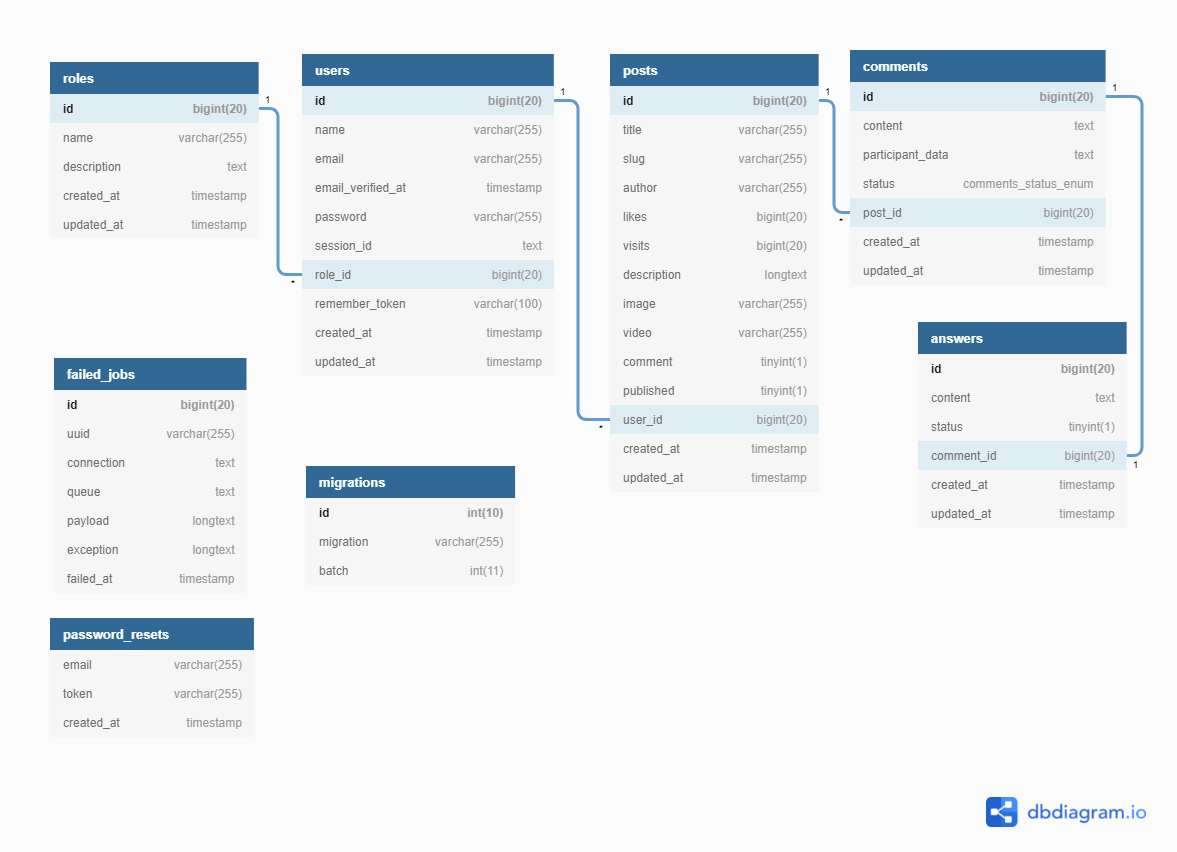 roles
id bigint(20)
name varchar(255)
description text
created_at timestamp
updated_at timestamp
1
*
users
id bigint(20)
name varchar(255)
email varchar(255)
email_verified_at timestamp
password varchar(255)
session_id text
role_id bigint(20)
remember_token varchar(100)
created_at timestamp
updated_at timestamp
1
*
posts
id bigint(20)
title varchar(255)
slug varchar(255)
author varchar(255)
likes bigint(20)
visits bigint(20)
description longtext
image varchar(255)
video varchar(255)
comment tinyint(1)
published tinyint(1)
user_id bigint(20)
created_at timestamp
updated_at timestamp
1
*
comments
id bigint(20)
content text
participant_data text
status comments_status_enum
post_id bigint(20)
created_at timestamp
updated_at timestamp
1
answers
id bigint(20)
content text
status tinyint(1)
comment_id bigint(20)
created_at timestamp
updated_at timestamp
1
failed_jobs
id bigint(20)
uuid varchar(255)
connection text
queue text
payload longtext
exception longtext
failed_at timestamp
migrations
id int(10)
migration varchar(255)
batch int(11)
password_resets
email varchar(255)
token varchar(255)
created_at timestamp
dbdiagram.io